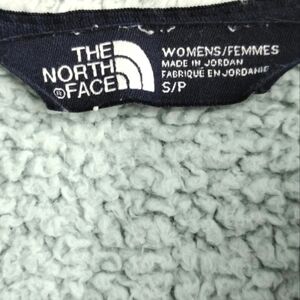 THE
NORTH
FACE
®
WOMENS/FEMMES
MADE IN JORDAN
FABRIQUÉ EN JORDANIE
S/P